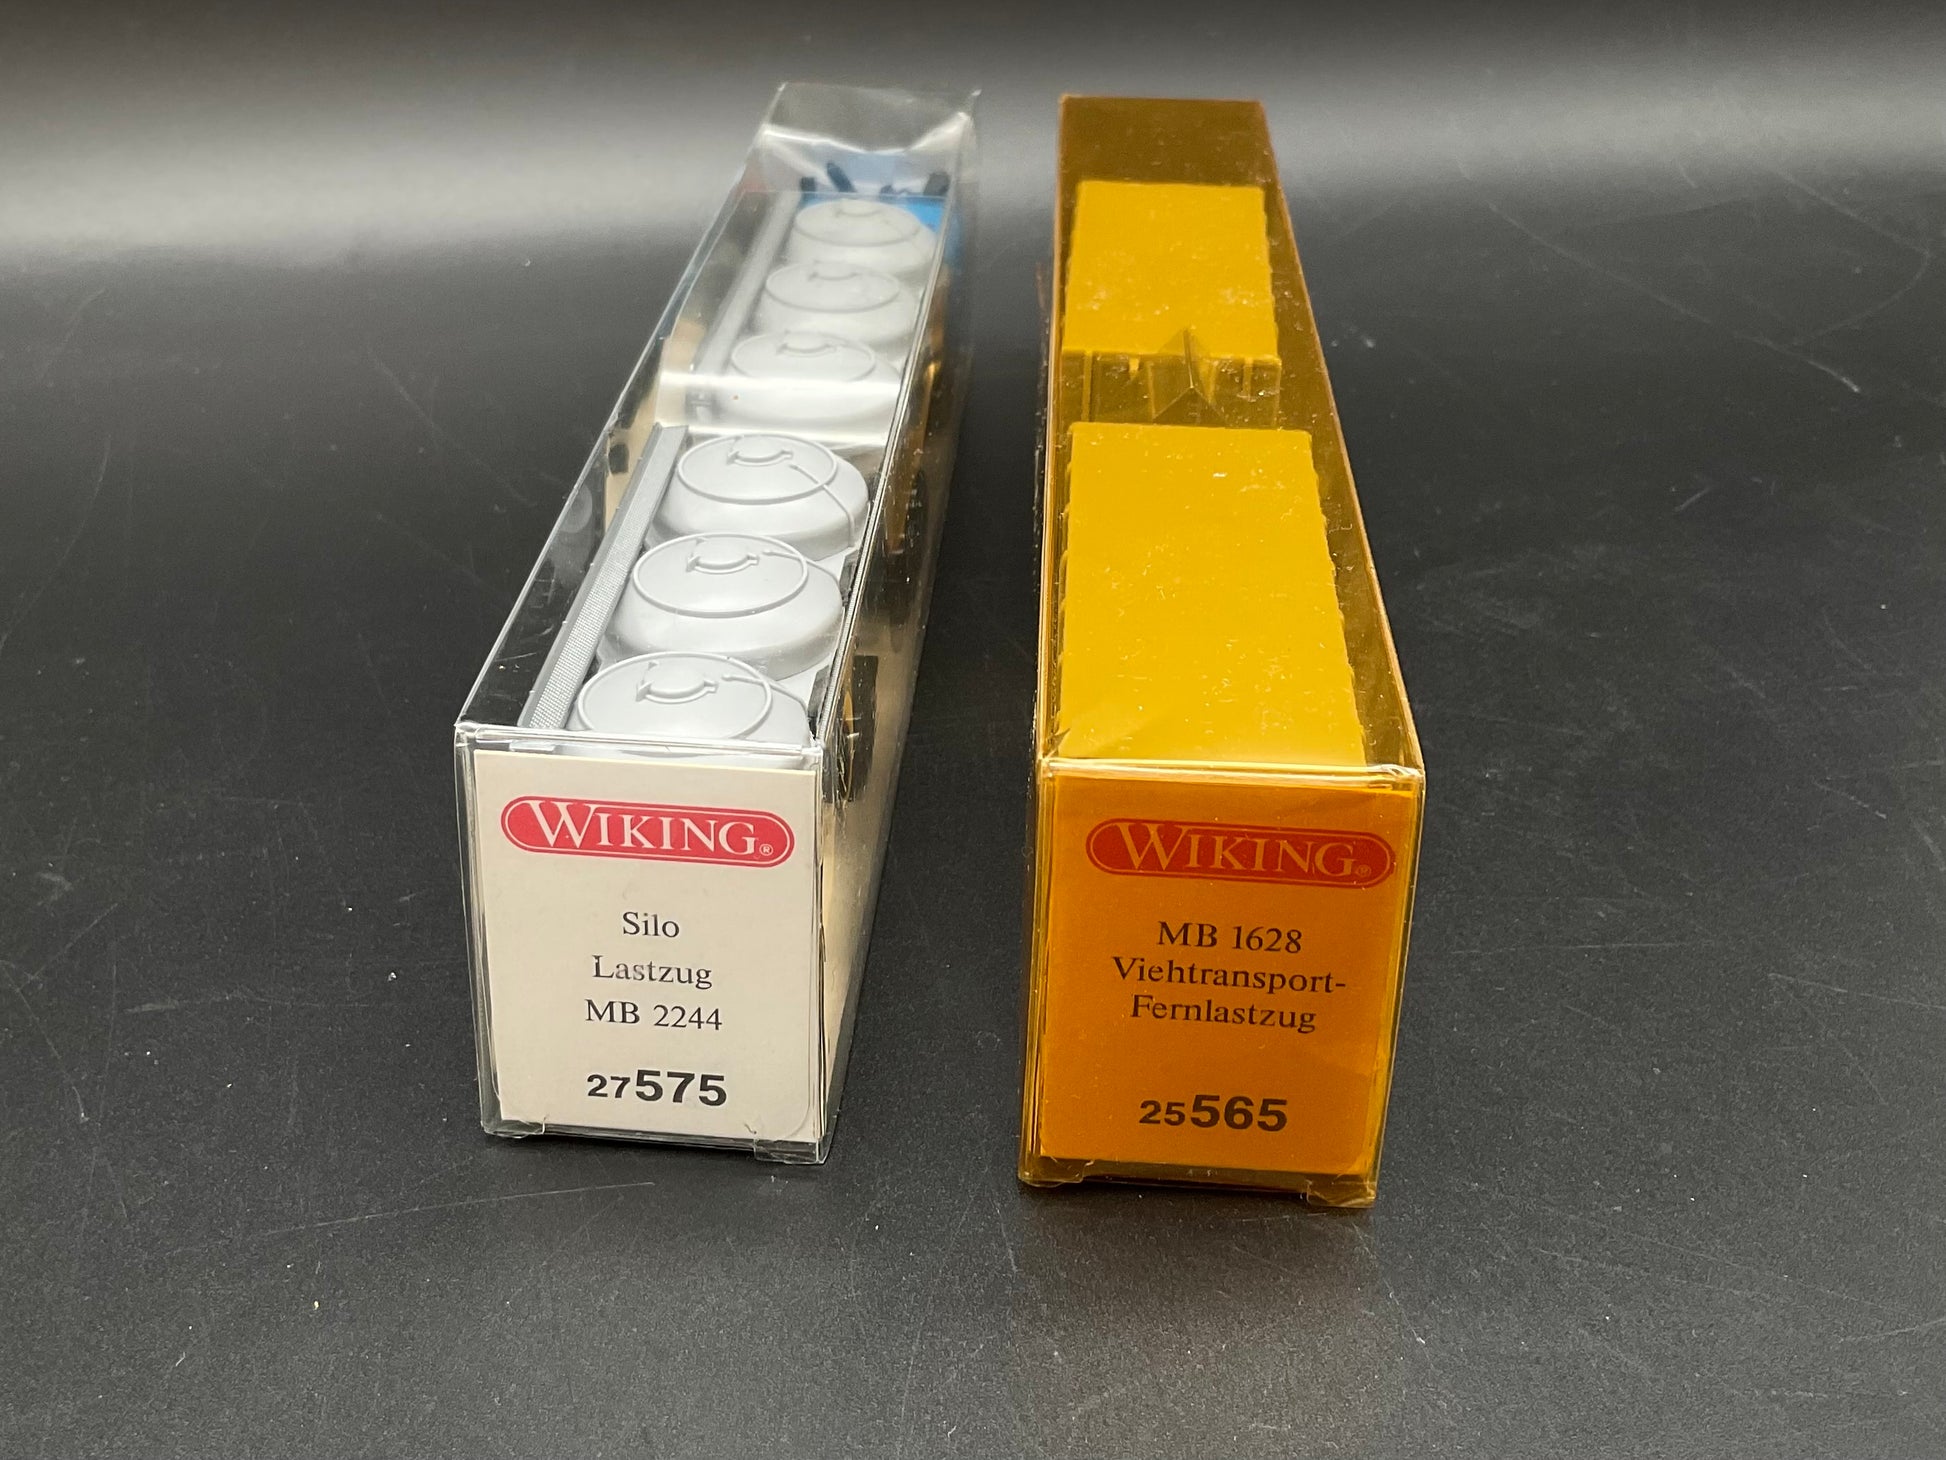 WIKING®
Silo
Lastzug
MB 2244
27575
WIKING®
MB 1628
Viehtransport-
Fernlastzug
25565